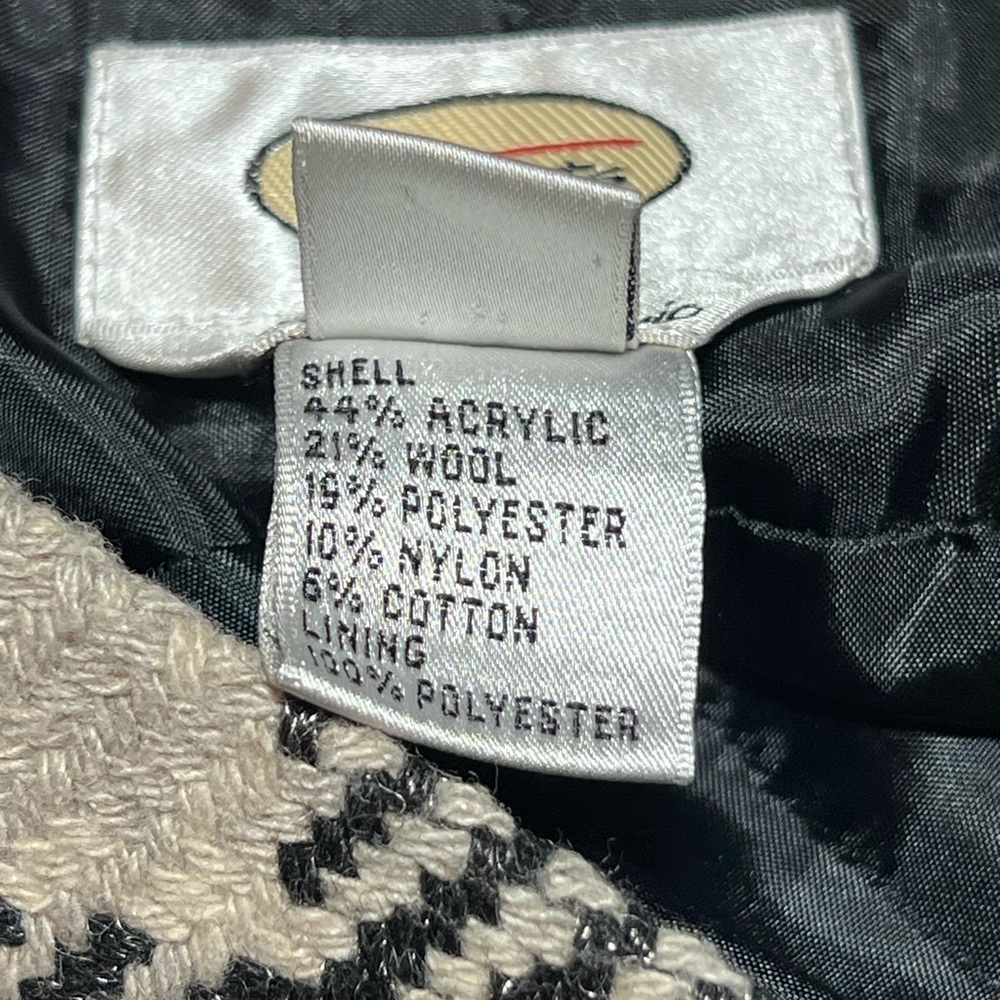 SHELL
44% ACRYLIC
21% WOOL
19% POLYESTER
10% NYLON
6% COTTON
LINING
100% POLYESTER